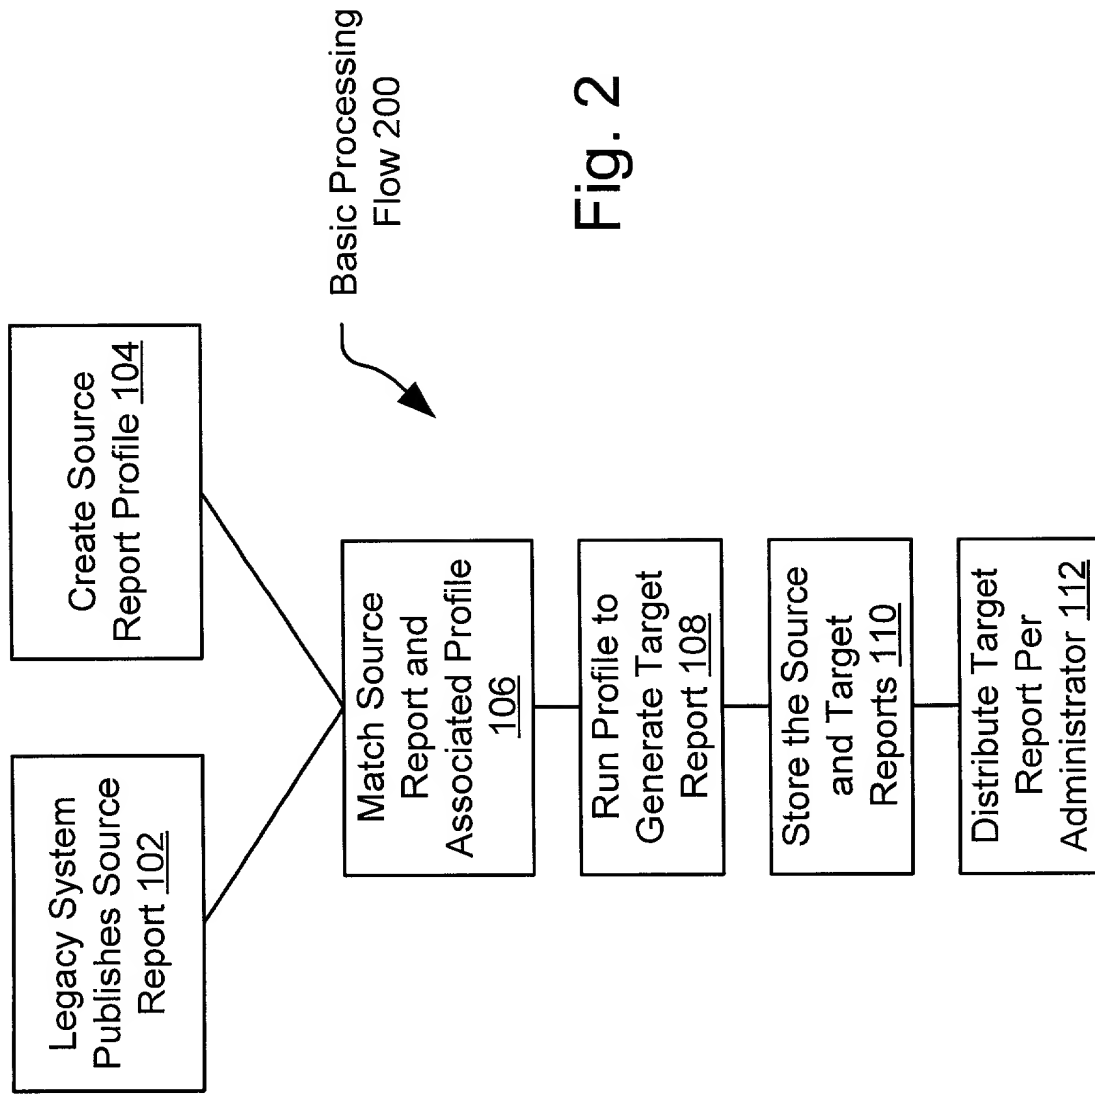 Legacy System
Publishes Source
Report 102
Create Source
Report Profile 104
Match Source
Report and
Associated Profile
106
Run Profile to
Generate Target
Report 108
Store the Source
and Target
Reports 110
Distribute Target
Report Per
Administrator 112
Basic Processing
Flow 200
Fig. 2